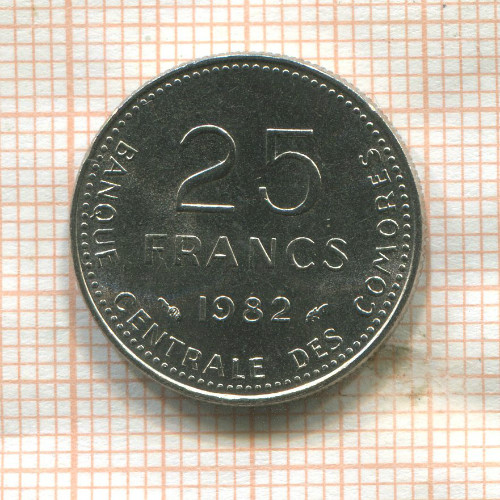 25
FRANCS
1982
BANQUE CENTRALE DES COMORES